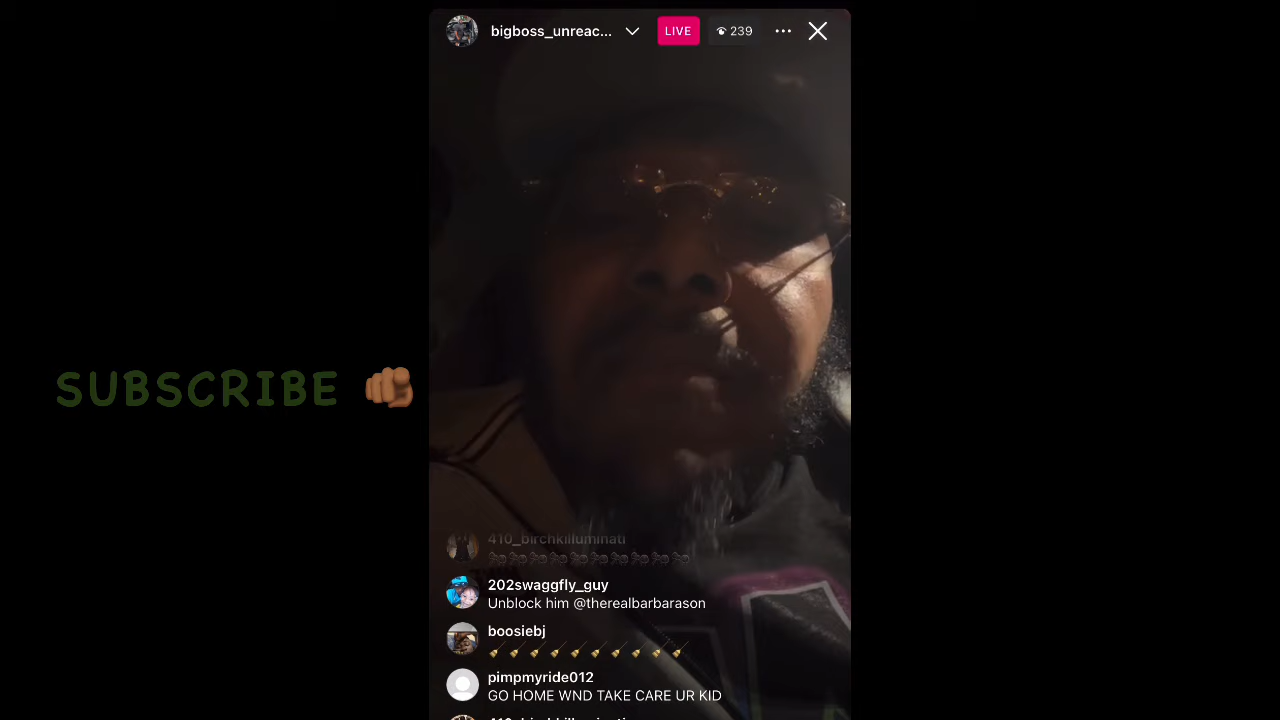 bigboss_unreac...
LIVE
239
SUBSCRIBE
410_birchkilluminati
202swaggfly_guy
Unblock him @therealbarbarason
boosiebj
pimpmyride012
GO HOME WND TAKE CARE UR KID